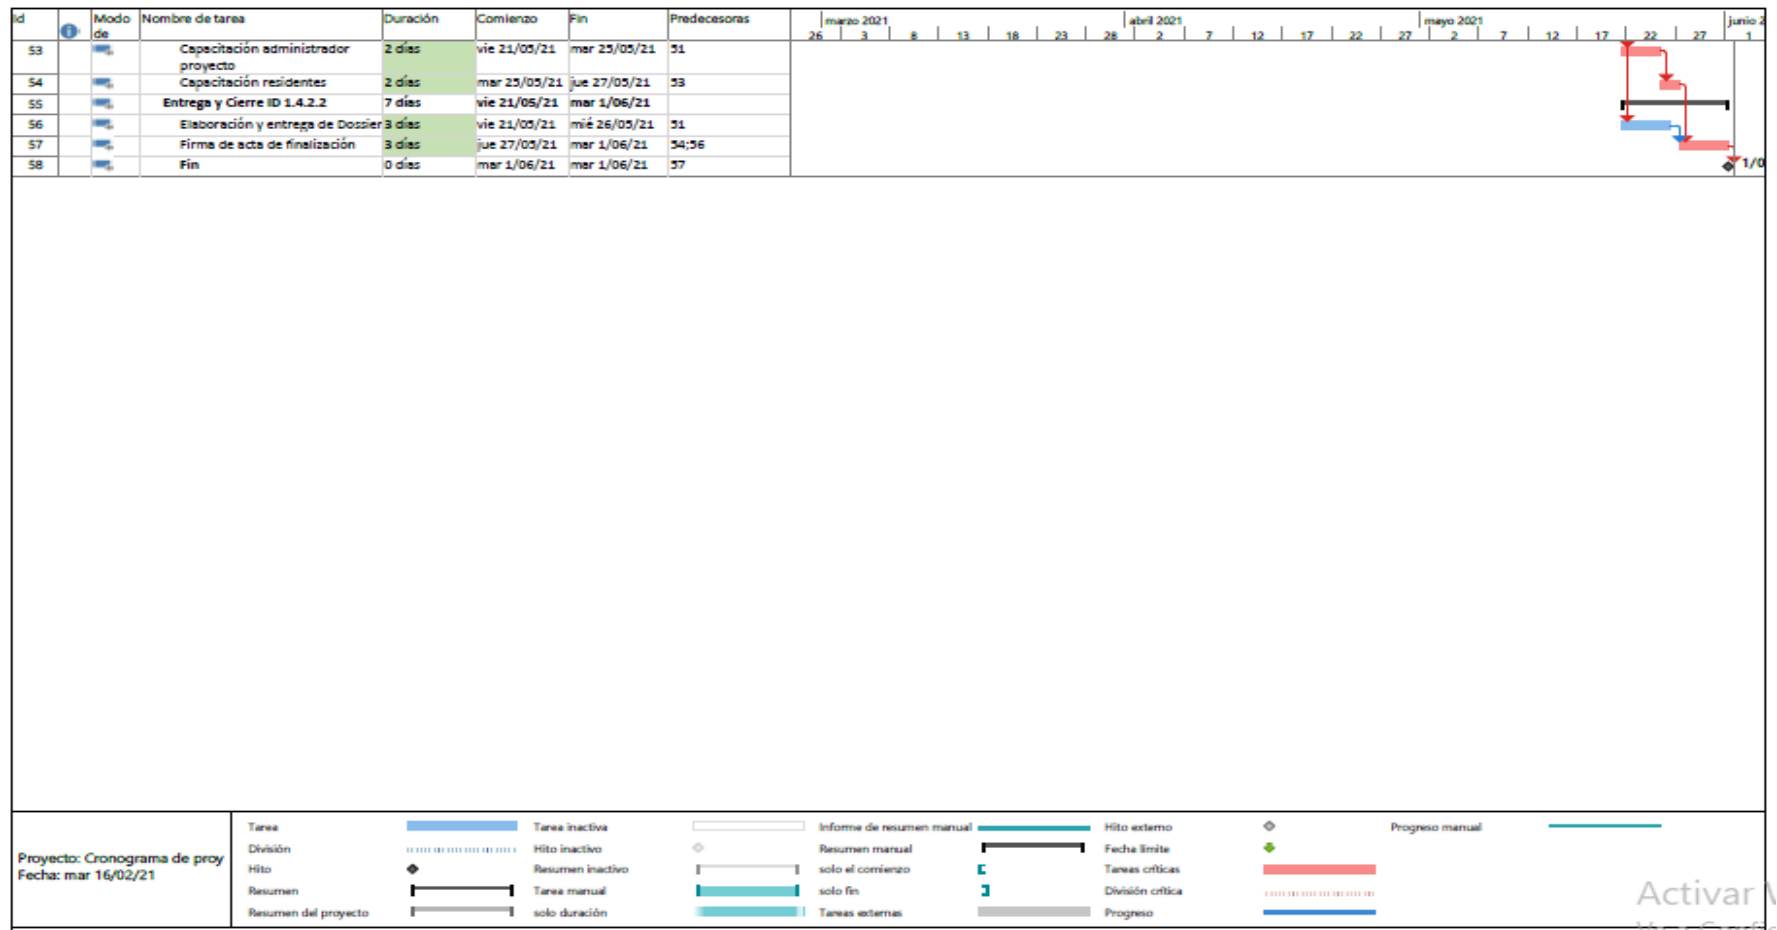 Id Modo de Nombre de tarea Duración Comienzo Fin Predecesoras
marzo 2021 abril 2021 mayo 2021 junio 2
26 3 8 13 18 23 28 2 7 12 17 22 27 2 7 12 17 22 27 1
53 Capacitación administrador proyecto 2 días vie 21/05/21 mar 25/05/21 51
54 Capacitación residentes 2 días mar 25/05/21 jue 27/05/21 53
55 Entrega y Cierre ID 1.4.2.2 7 días vie 21/05/21 mar 1/06/21
56 Elaboración y entrega de Dossier 3 días vie 21/05/21 mié 26/05/21 51
57 Firma de acta de finalización 3 días jue 27/05/21 mar 1/06/21 54;56
58 Fin 0 días mar 1/06/21 mar 1/06/21 57 1/0
Proyecto: Cronograma de proy
Fecha: mar 16/02/21
Tarea
División
Hito
Resumen
Resumen del proyecto
Tarea inactiva
Hito inactivo
Resumen inactivo
Tarea manual
solo duración
Informe de resumen manual
Resumen manual
solo el comienzo
solo fin
Tareas externas
Hito externo
Fecha límite
Tareas críticas
División crítica
Progreso
Progreso manual
Activar